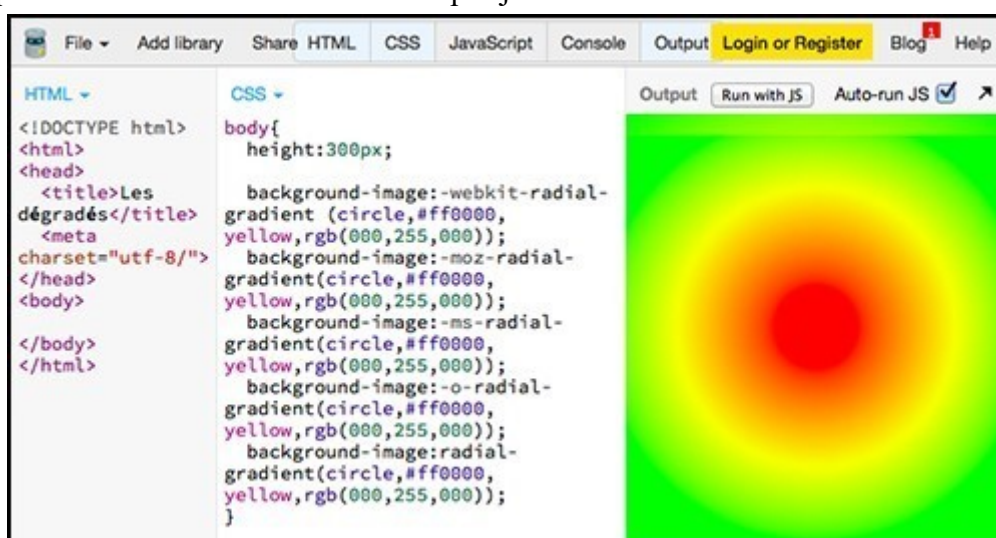 File Add library Share HTML CSS JavaScript Console Output Login or Register Blog 1 Help
HTML
<!DOCTYPE html>
<html>
<head>
<title>Les
dégradés</title>
<meta
charset="utf-8/">
</head>
<body>
</body>
</html>
CSS
body{
height:300px;
background-image:-webkit-radial-
gradient (circle,#ff0000,
yellow,rgb(000,255,000));
background-image:-moz-radial-
gradient(circle,#ff0000,
yellow,rgb(000,255,000));
background-image:-ms-radial-
gradient(circle,#ff0000,
yellow,rgb(000,255,000));
background-image:-o-radial-
gradient(circle,#ff0000,
yellow,rgb(000,255,000));
background-image:radial-
gradient(circle,#ff0000,
yellow,rgb(000,255,000));
}
Output Run with JS Auto-run JS